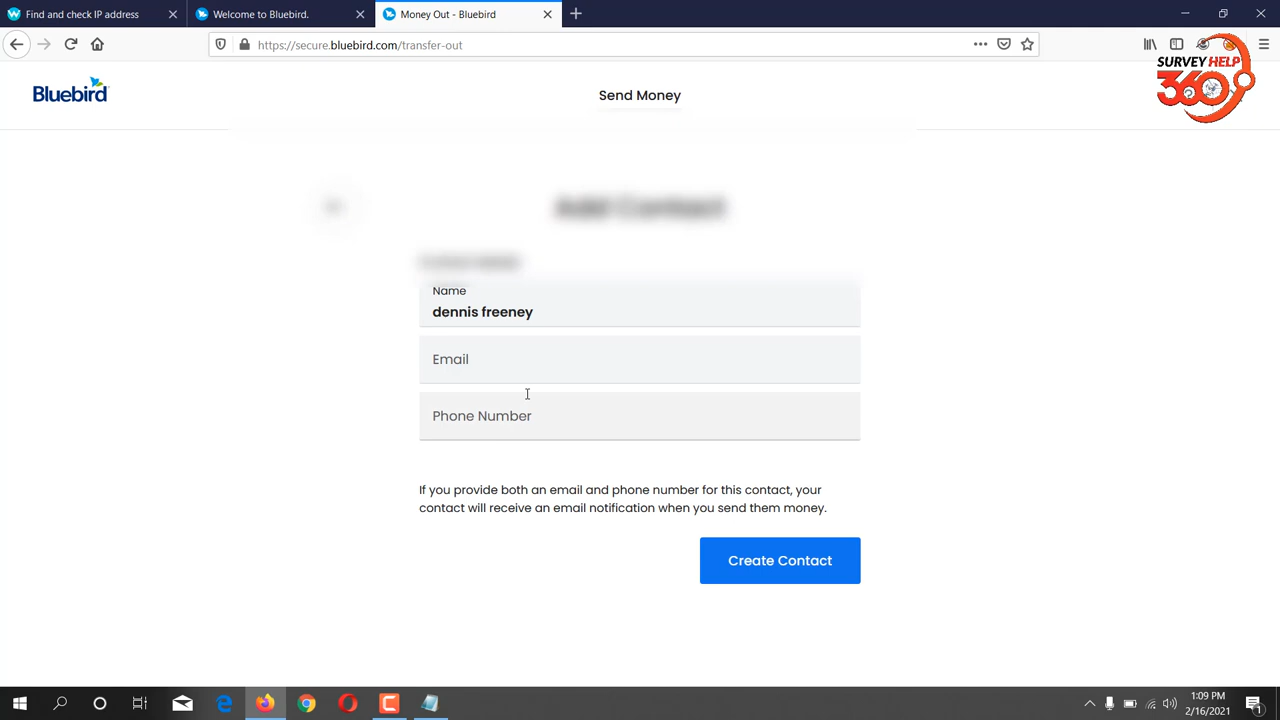 Find and check IP address
Welcome to Bluebird.
Money Out - Bluebird
https://secure.bluebird.com/transfer-out
SURVEY HELP
360
Bluebird
Send Money
Add Contact
Name
dennis freeney
Email
Phone Number
If you provide both an email and phone number for this contact, your
contact will receive an email notification when you send them money.
Create Contact
1:09 PM
2/16/2021
1